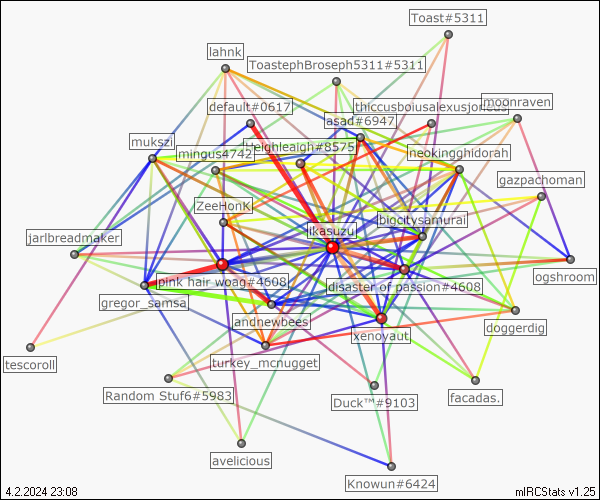 Toast#5311
lahnk
ToastephBroseph5311#5311
default#0617
thiccusboiusalexusjoneus
moonraven
asad#6947
mukszi
mingus4742
heighleaigh#8575
neokingghidorah
gazpachoman
ZeeHonK
bigcitysamurai
ikasuzu
jarlbreadmaker
ogshroom
pink hair woag#4608
disaster of passion#4608
gregor_samsa
andnewbees
doggerdig
xenoyaut
tescoroll
turkey_mcnugget
Random Stuf6#5983
Duck™#9103
facadas.
avelicious
Knowun#6424
4.2.2024 23:08
mIRCStats v1.25